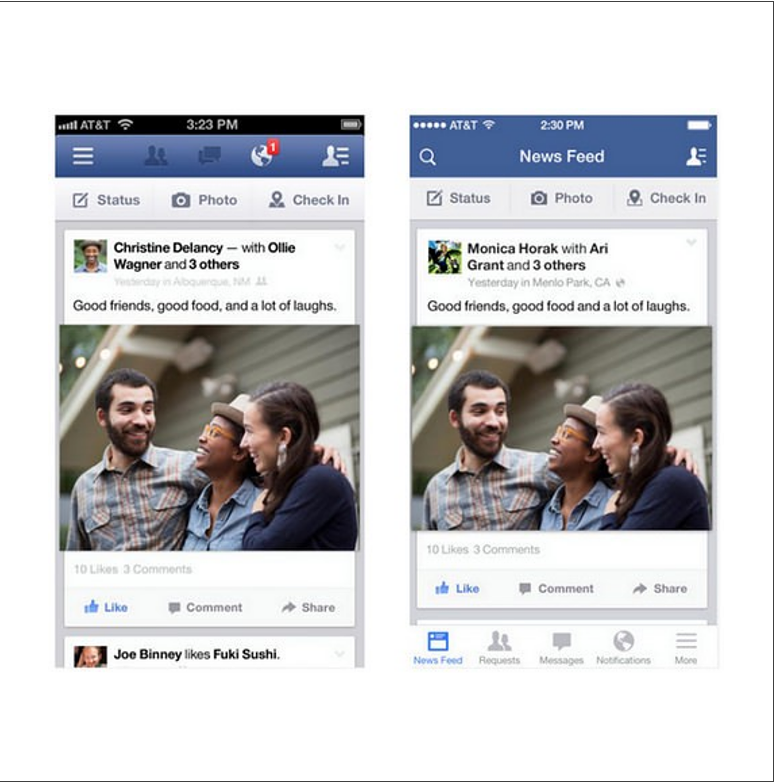 AT&T 3:23 PM
1
Status Photo Check In
Christine Delancy — with Ollie
Wagner and 3 others
Yesterday in Albuquerque, NM
Good friends, good food, and a lot of laughs.
10 Likes 3 Comments
Like Comment Share
Joe Binney likes Fuki Sushi.
AT&T 2:30 PM
News Feed
Status Photo Check In
Monica Horak with Ari
Grant and 3 others
Yesterday in Menlo Park, CA
Good friends, good food and a lot of laughs.
10 Likes 3 Comments
Like Comment Share
News Feed Requests Messages Notifications More